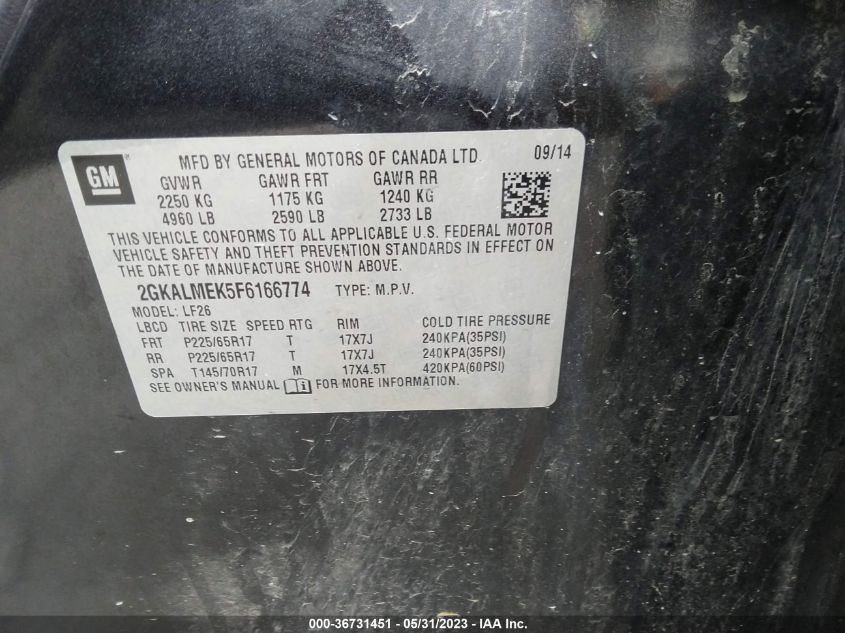 GM
MFD BY GENERAL MOTORS OF CANADA LTD. 09/14
GVWR GAWR FRT GAWR RR
2250 KG 1175 KG 1240 KG
4960 LB 2590 LB 2733 LB
THIS VEHICLE CONFORMS TO ALL APPLICABLE U.S. FEDERAL MOTOR
VEHICLE SAFETY AND THEFT PREVENTION STANDARDS IN EFFECT ON
THE DATE OF MANUFACTURE SHOWN ABOVE.
2GKALMEK5F6166774 TYPE: M.P.V.
MODEL: LF26
LBCD TIRE SIZE SPEED RTG RIM COLD TIRE PRESSURE
FRT P225/65R17 T 17X7J 240KPA(35PSI)
RR P225/65R17 T 17X7J 240KPA(35PSI)
SPA T145/70R17 M 17X4.5T 420KPA(60PSI)
SEE OWNER'S MANUAL i FOR MORE INFORMATION.
000-36731451 - 05/31/2023 - IAA Inc.